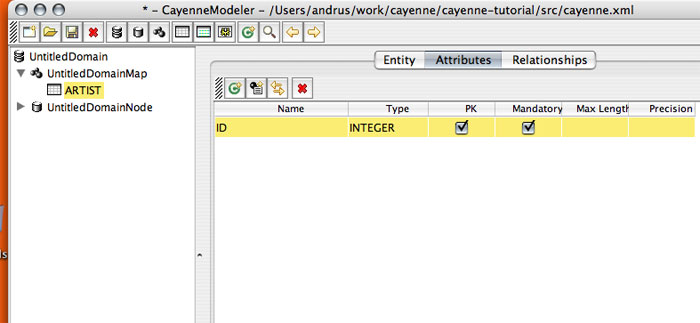 * - CayenneModeler - /Users/andrus/work/cayenne/cayenne-tutorial/src/cayenne.xml
UntitledDomain
UntitledDomainMap
ARTIST
UntitledDomainNode
Entity Attributes Relationships
Name Type PK Mandatory Max Length Precision
ID INTEGER
ls